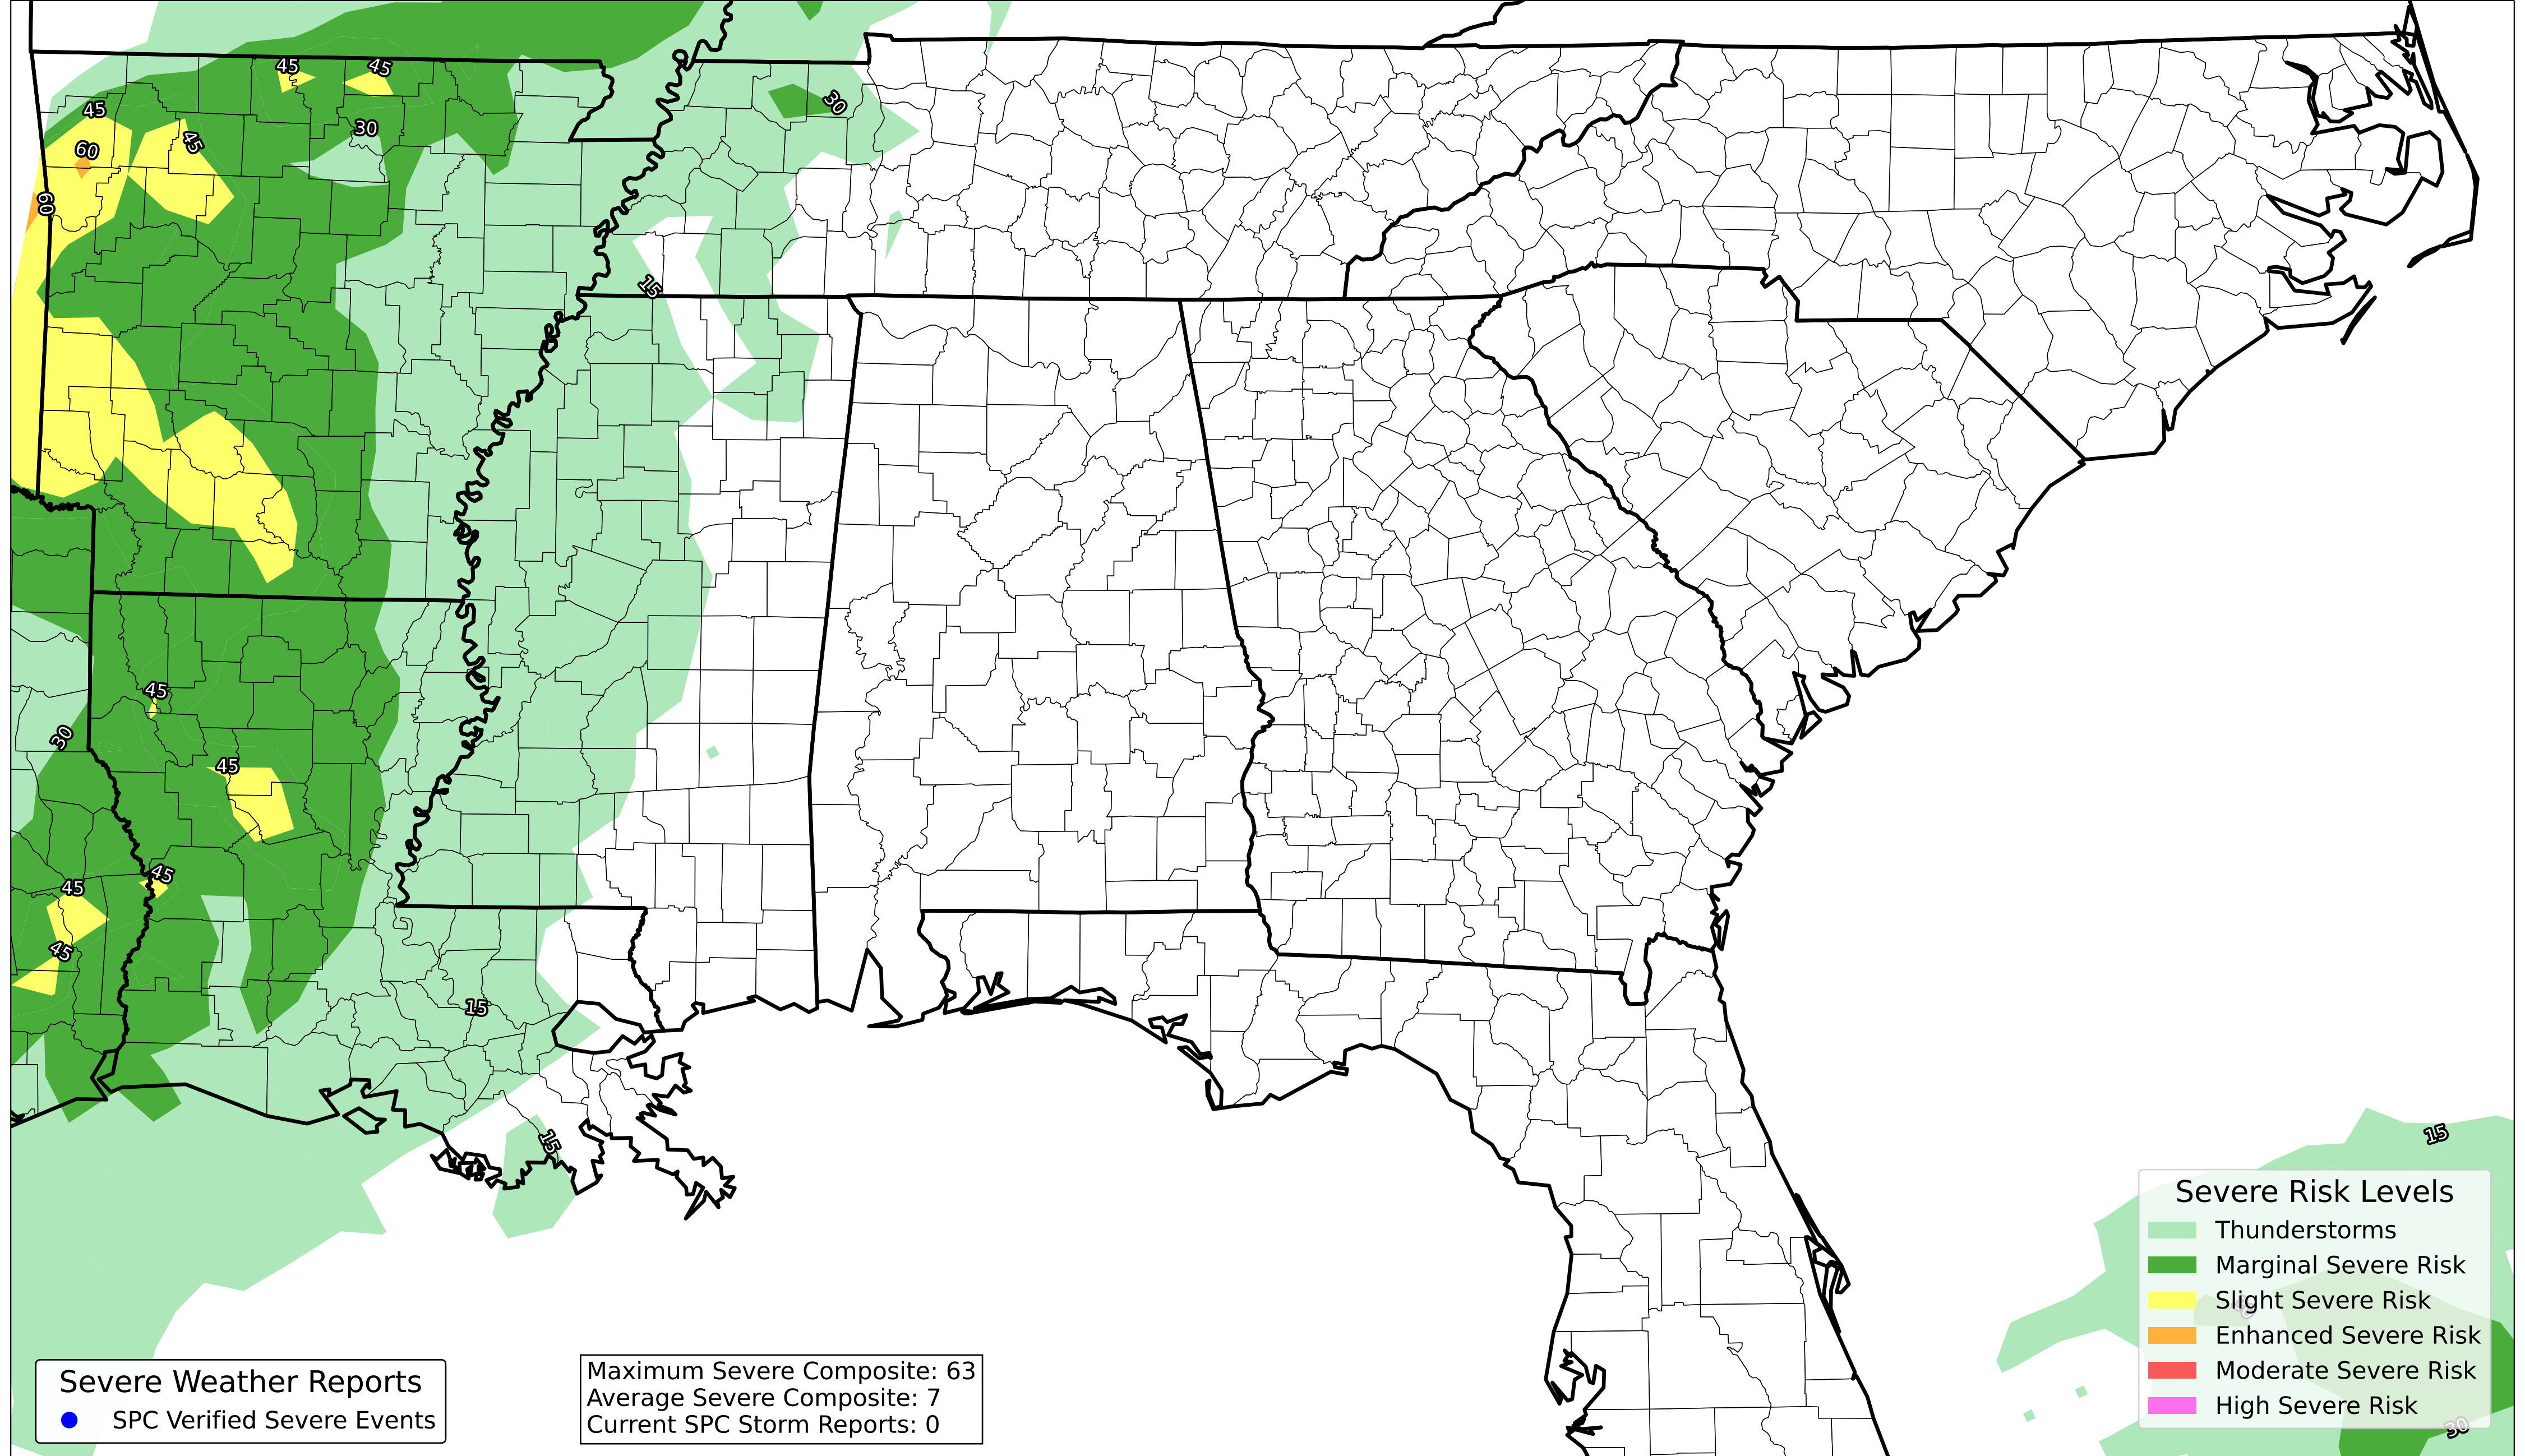 45
45
45
30
30
45
60
60
15
45
30
45
45
45
45
15
15
15
Severe Risk Levels
Thunderstorms
Marginal Severe Risk
Slight Severe Risk
Enhanced Severe Risk
Moderate Severe Risk
High Severe Risk
30
Severe Weather Reports
SPC Verified Severe Events
Maximum Severe Composite: 63
Average Severe Composite: 7
Current SPC Storm Reports: 0